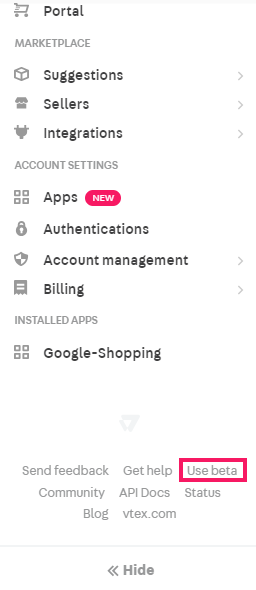 Portal
MARKETPLACE
Suggestions
Sellers
Integrations
ACCOUNT SETTINGS
Apps NEW
Authentications
Account management
Billing
INSTALLED APPS
Google-Shopping
Send feedback Get help Use beta
Community API Docs Status
Blog vtex.com
Hide